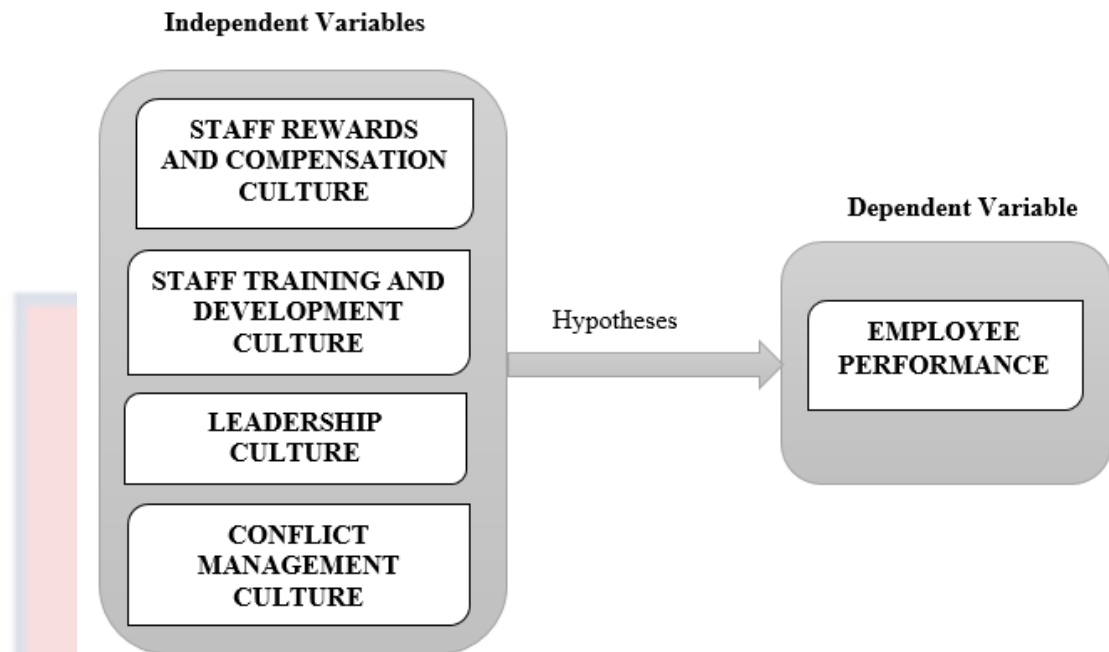 Independent Variables
STAFF REWARDS
AND COMPENSATION
CULTURE
STAFF TRAINING AND
DEVELOPMENT
CULTURE
LEADERSHIP
CULTURE
CONFLICT
MANAGEMENT
CULTURE
Hypotheses
Dependent Variable
EMPLOYEE
PERFORMANCE